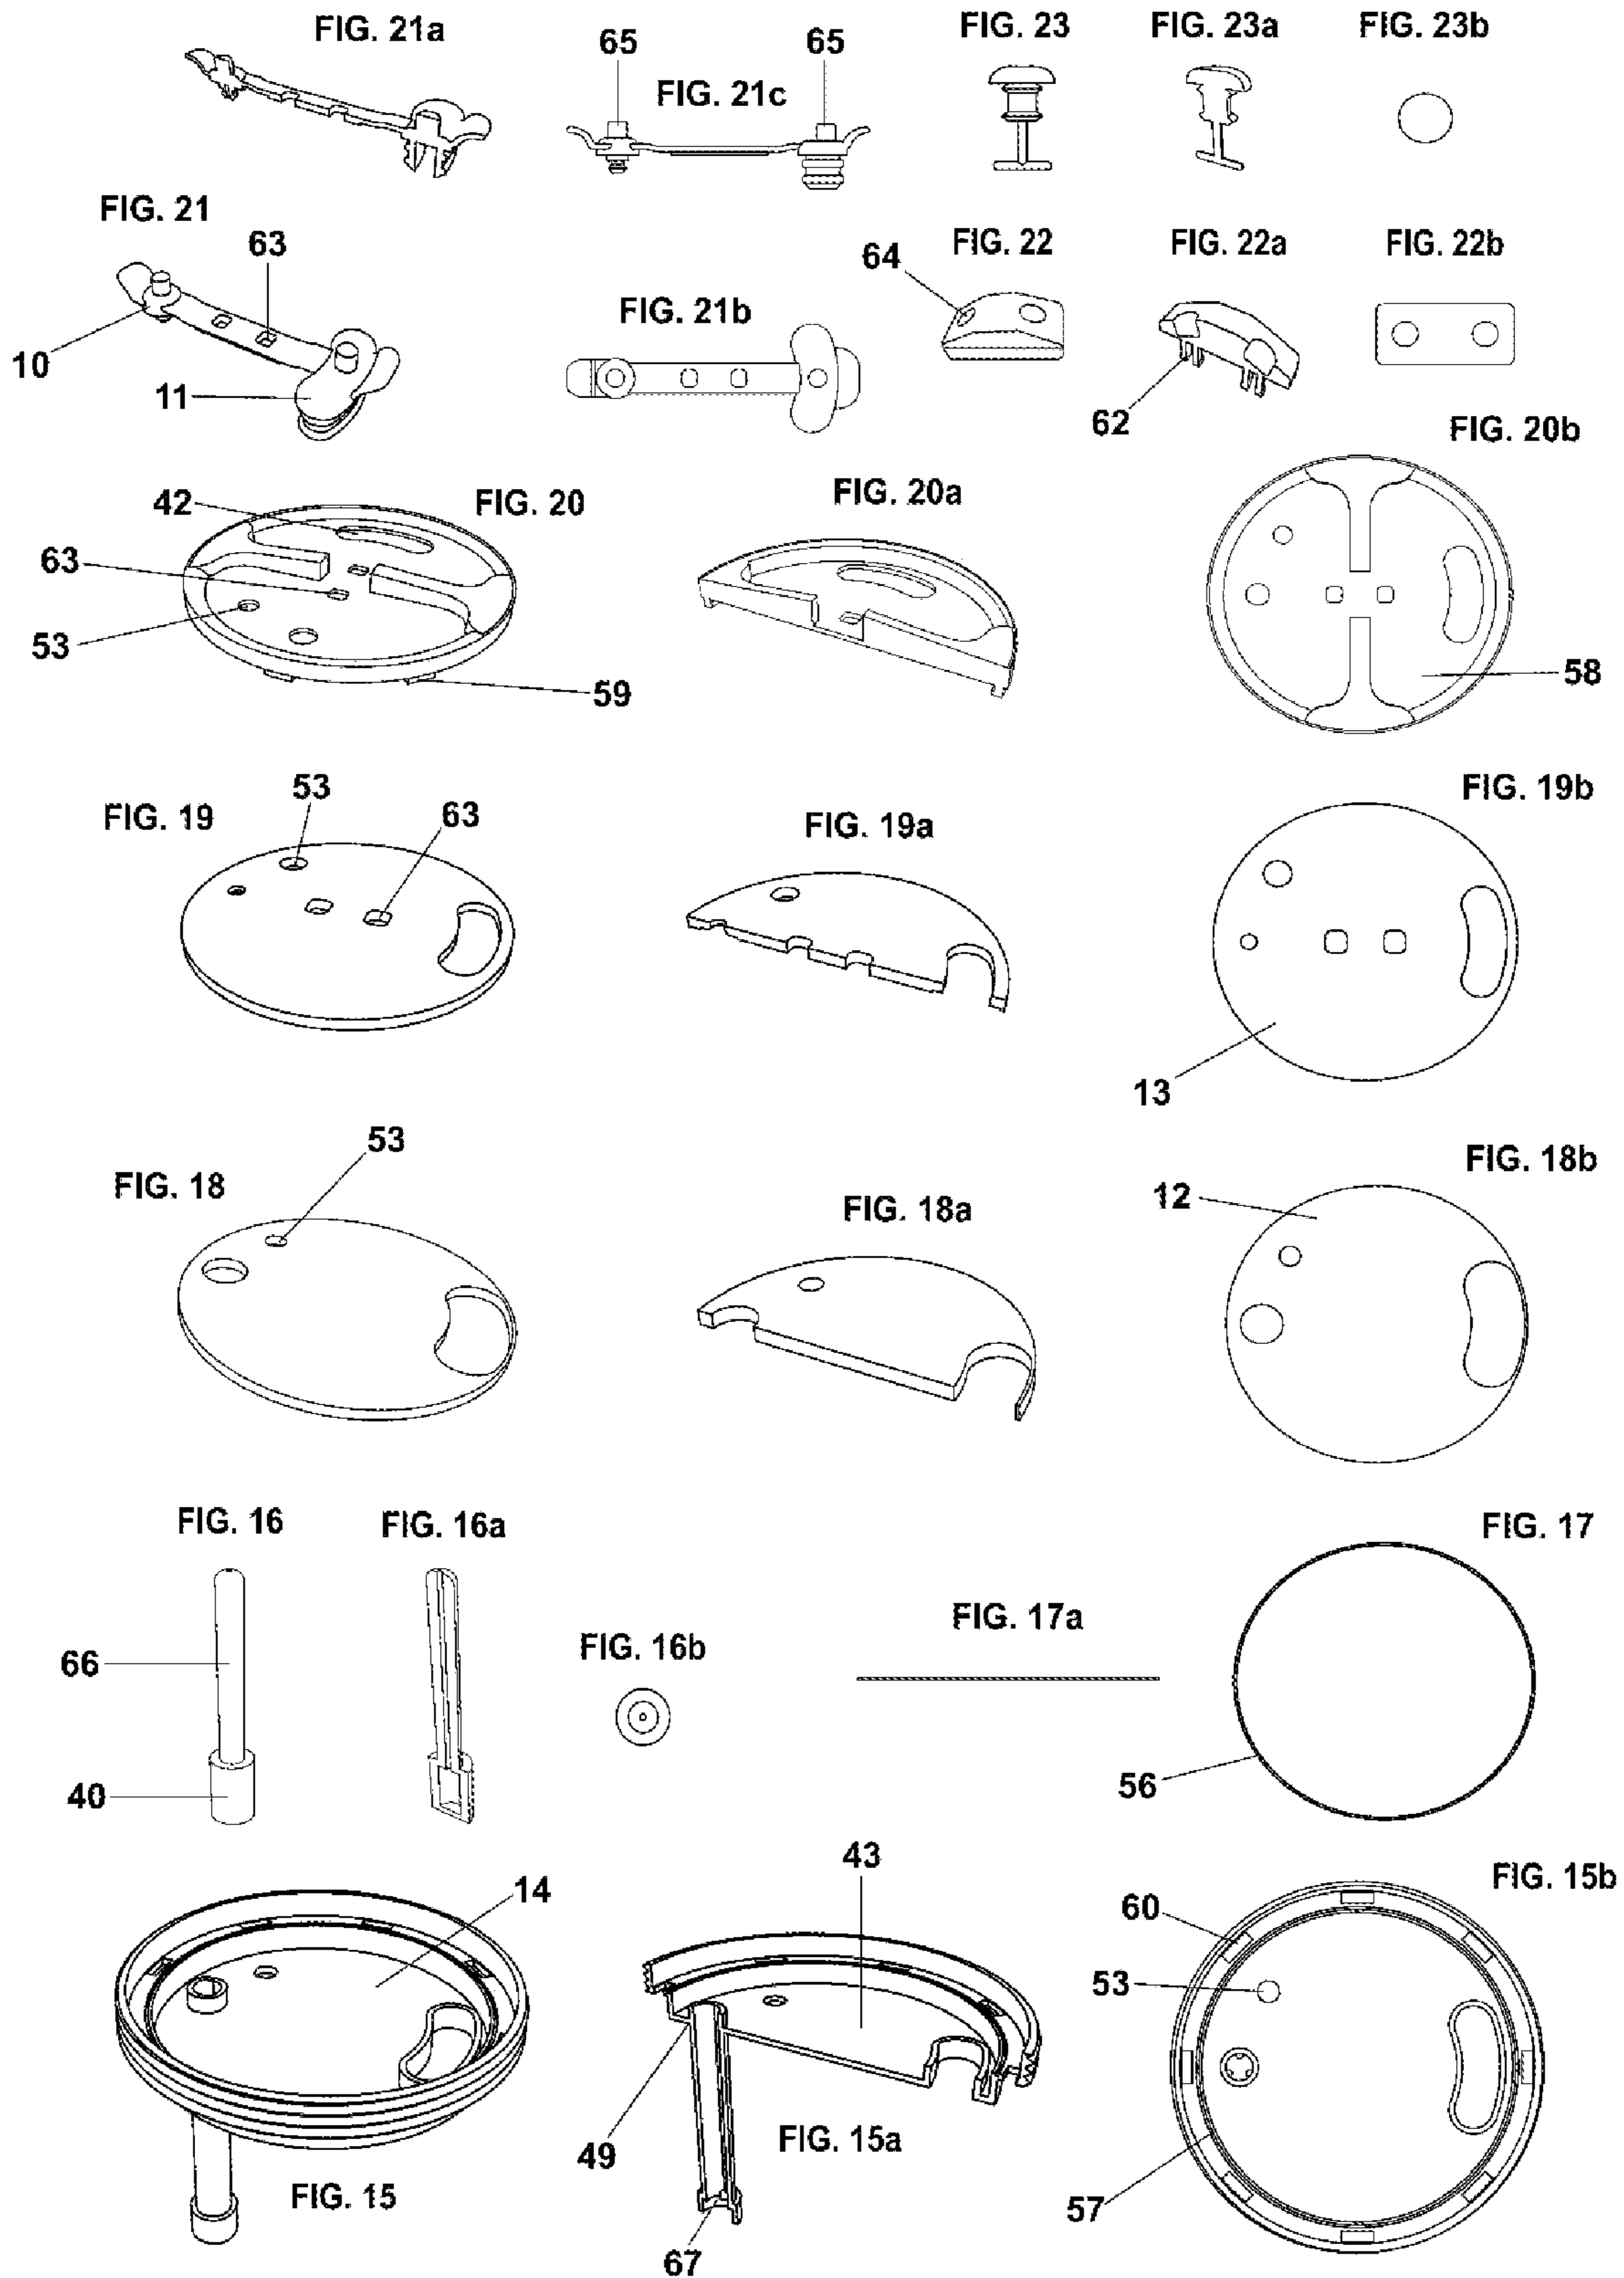 FIG. 21a
65
65
FIG. 23
FIG. 23a
FIG. 23b
FIG. 21c
FIG. 21
63
64
FIG. 22
FIG. 22a
FIG. 22b
FIG. 21b
10
11
62
FIG. 20b
42
FIG. 20
FIG. 20a
63
53
59
58
53
FIG. 19
63
FIG. 19a
FIG. 19b
13
53
FIG. 18
FIG. 18a
12
FIG. 18b
FIG. 16
FIG. 16a
FIG. 17
FIG. 17a
FIG. 16b
66
56
40
43
14
FIG. 15b
60
53
FIG. 15a
49
57
FIG. 15
67